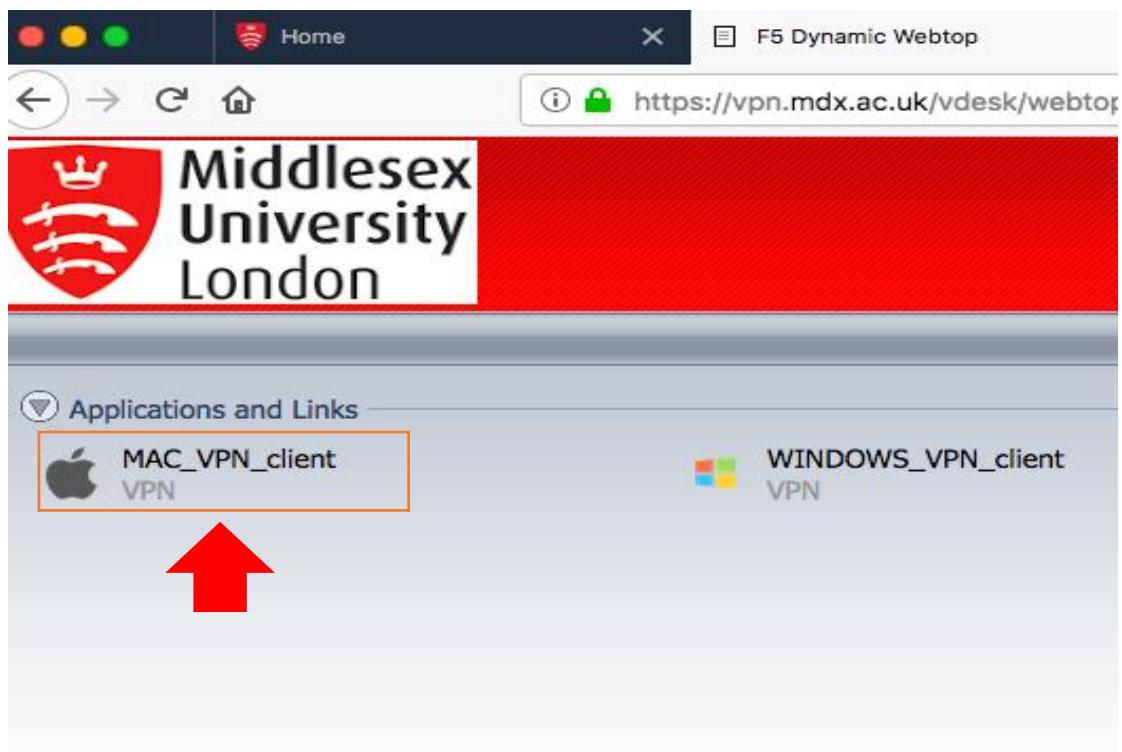 Home
F5 Dynamic Webtop
https://vpn.mdx.ac.uk/vdesk/webtop
Middlesex
University
London
Applications and Links
MAC_VPN_client
VPN
WINDOWS_VPN_client
VPN